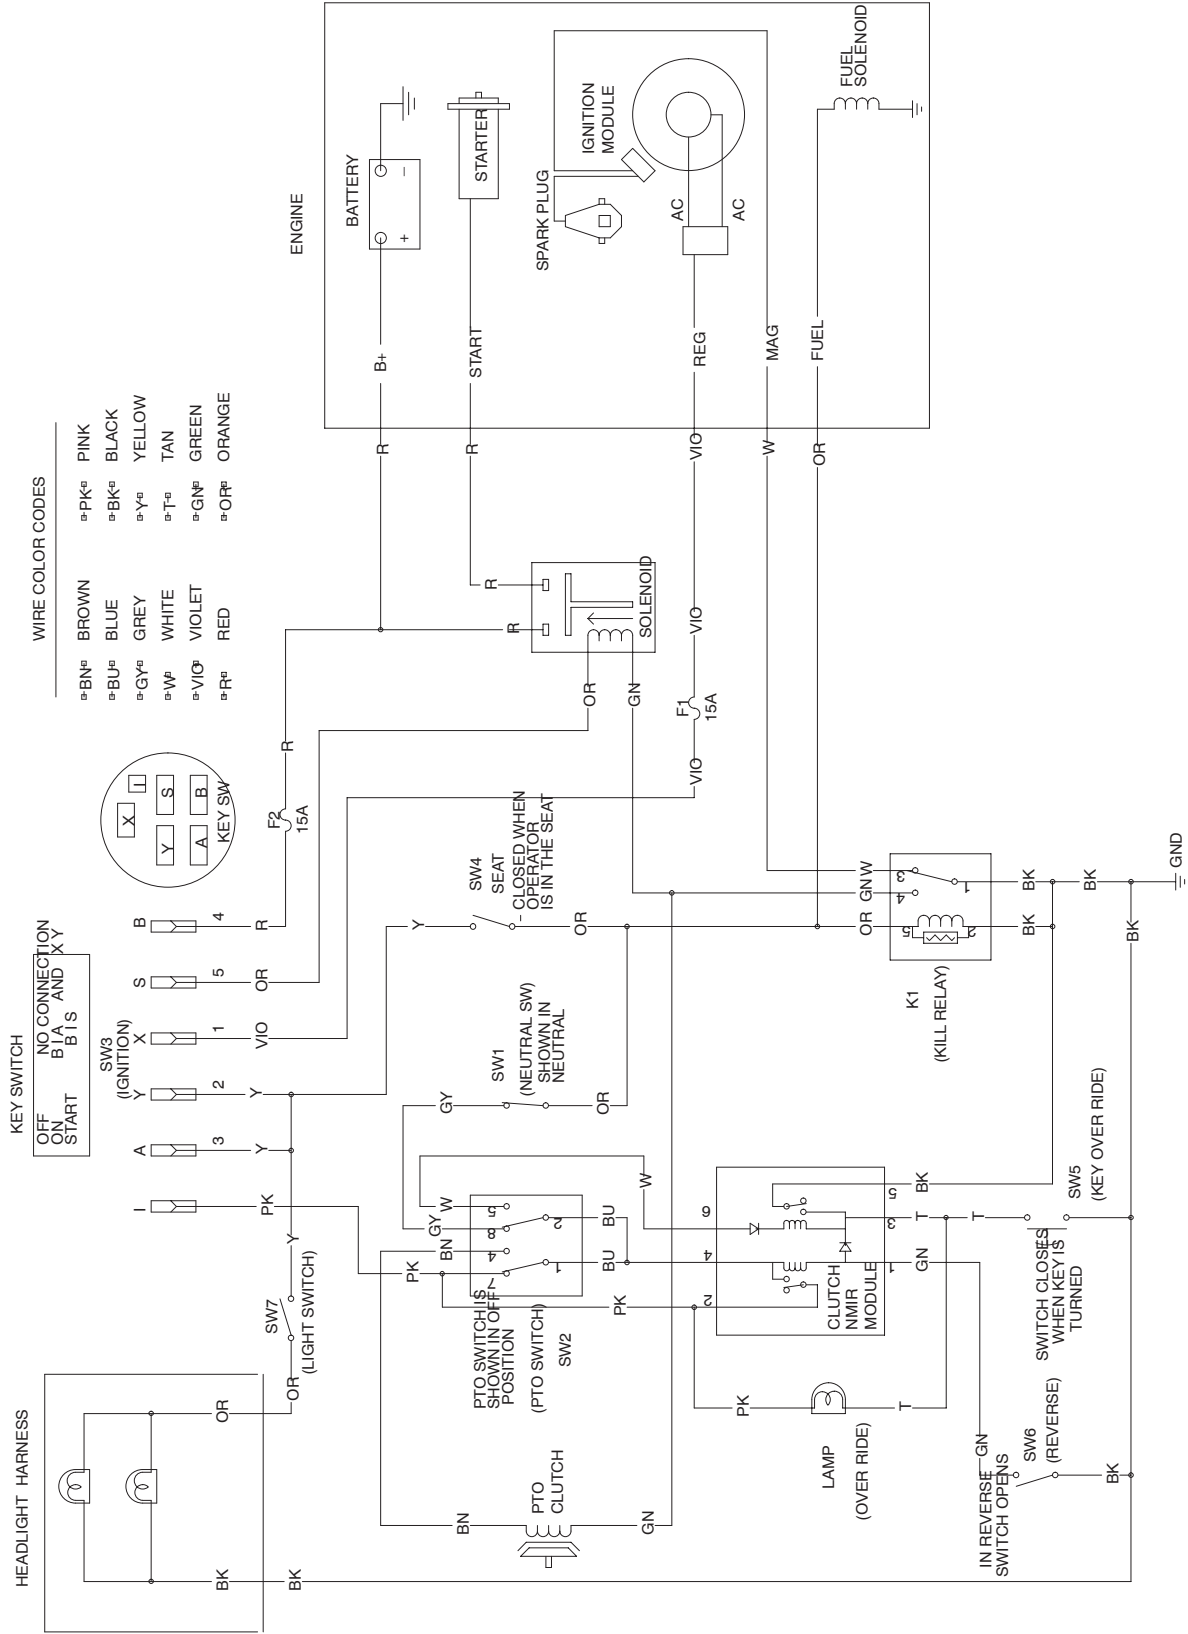 HEADLIGHT HARNESS
BK
BK
OR
OR
SW7
(LIGHT SWITCH)
Y
KEY SWITCH
OFF NO CONNECTION
ON B I A AND X Y
START B I S
SW3
(IGNITION)
I
A
Y
X
S
B
3
2
1
5
4
PK
Y
Y
VIO
OR
R
X
I
Y
S
A
B
KEY SW
WIRE COLOR CODES
BN BROWN
BU BLUE
GY GREY
W WHITE
VIO VIOLET
R RED
PK PINK
BK BLACK
Y YELLOW
T TAN
GN GREEN
OR ORANGE
F2
15A
R
ENGINE
BATTERY
+
-
B+
R
STARTER
START
R
R
R
SOLENOID
OR
GN
SPARK PLUG
IGNITION
MODULE
AC
AC
REG
VIO
VIO
F1
15A
VIO
MAG
W
FUEL
SOLENOID
FUEL
OR
SW4
SEAT
CLOSED WHEN
OPERATOR
IS IN THE SEAT
Y
OR
SW1
(NEUTRAL SW)
SHOWN IN
NEUTRAL
GY
OR
W
GY
BN
PK
5
8
4
7
2
1
BU
BU
PTO SWITCH IS
SHOWN IN OFF
POSITION
(PTO SWITCH)
SW2
PK
W
BN
PTO
CLUTCH
GN
6
4
2
5
3
1
CLUTCH
NMIR
MODULE
BK
T
T
GN
PK
LAMP
(OVER RIDE)
T
W
GN
OR
3
4
5
1
2
BK
BK
BK
K1
(KILL RELAY)
GND
BK
SW5
(KEY OVER RIDE)
SWITCH CLOSES
WHEN KEY IS
TURNED
GN
SW6
(REVERSE)
IN REVERSE
SWITCH OPENS
BK